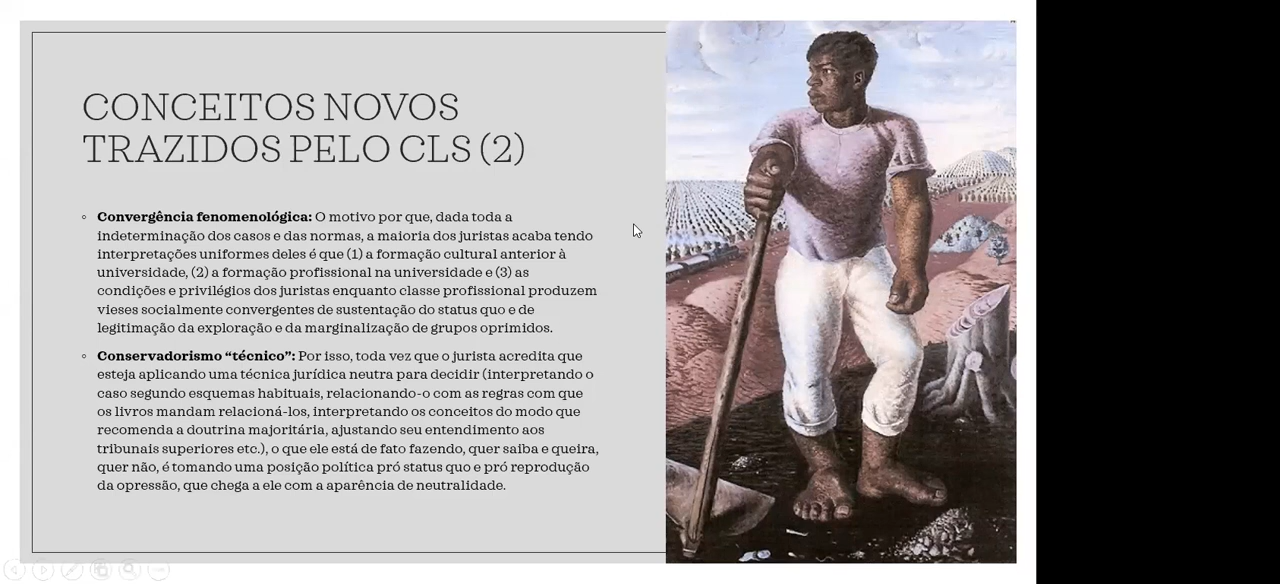 CONCEITOS NOVOS
TRAZIDOS PELO CLS (2)
◦ Convergência fenomenológica: O motivo por que, dada toda a
indeterminação dos casos e das normas, a maioria dos juristas acaba tendo
interpretações uniformes deles é que (1) a formação cultural anterior à
universidade, (2) a formação profissional na universidade e (3) as
condições e privilégios dos juristas enquanto classe profissional produzem
vieses socialmente convergentes de sustentação do status quo e de
legitimação da exploração e da marginalização de grupos oprimidos.
◦ Conservadorismo “técnico”: Por isso, toda vez que o jurista acredita que
esteja aplicando uma técnica jurídica neutra para decidir (interpretando o
caso segundo esquemas habituais, relacionando-o com as regras com que
os livros mandam relacioná-los, interpretando os conceitos do modo que
recomenda a doutrina majoritária, ajustando seu entendimento aos
tribunais superiores etc.), o que ele está de fato fazendo, quer saiba e queira,
quer não, é tomando uma posição política pró status quo e pró reprodução
da opressão, que chega a ele com a aparência de neutralidade.